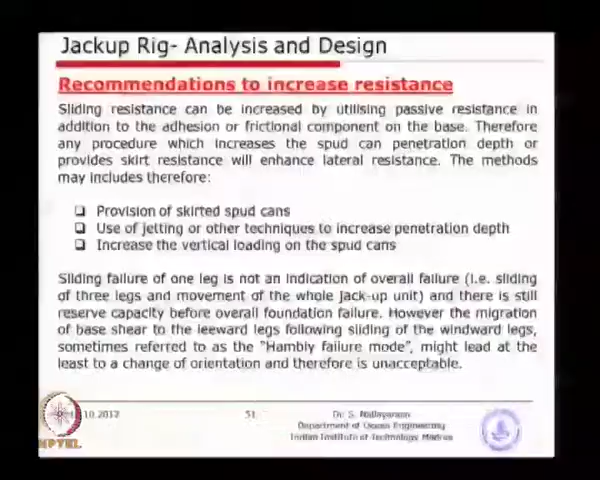 Jackup Rig- Analysis and Design
Recommendations to increase resistance
Sliding resistance can be increased by utilising passive resistance in
addition to the adhesion or frictional component on the base. Therefore
any procedure which increases the spud can penetration depth or
provides skirt resistance will enhance lateral resistance. The methods
may includes therefore:
❑ Provision of skirted spud cans
❑ Use of jetting or other techniques to increase penetration depth
❑ Increase the vertical loading on the spud cans
Sliding failure of one leg is not an indication of overall failure (i.e. sliding
of three legs and movement of the whole jack-up unit) and there is still
reserve capacity before overall foundation failure. However the migration
of base shear to the leeward legs following sliding of the windward legs,
sometimes referred to as the "Hambly failure mode", might lead at the
least to a change of orientation and therefore is unacceptable.
10.2012 51 Dr. S. Nallayarasu
Department of Ocean Engineering
Indian Institute of Technology Madras
NPTEL